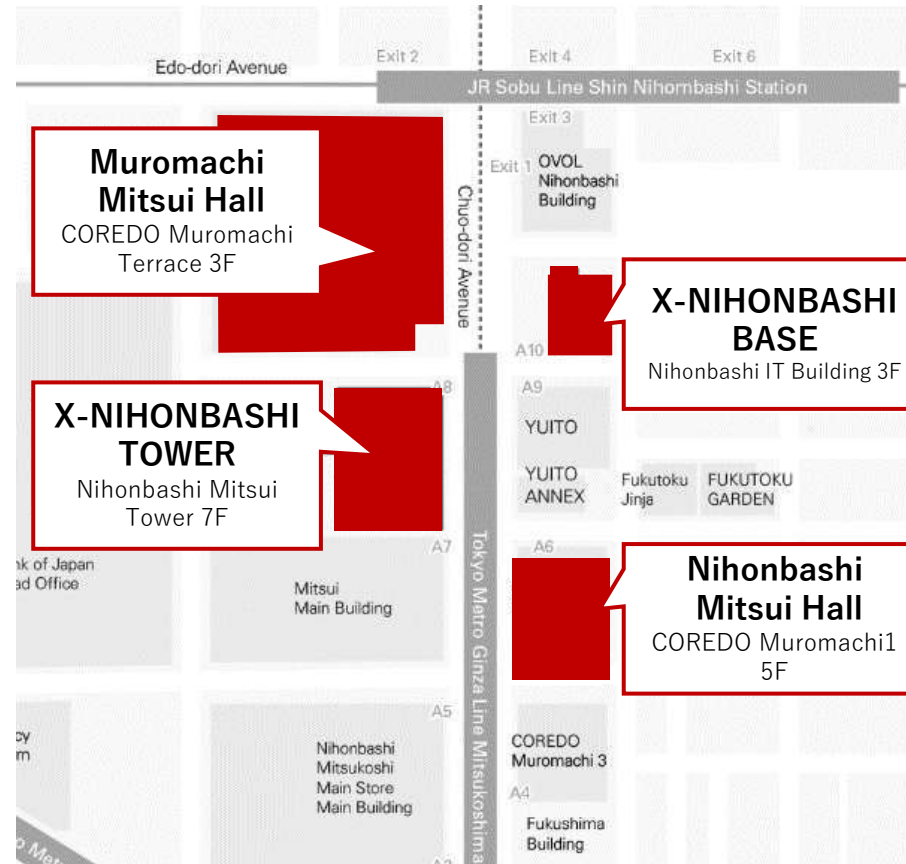 Exit 2
Exit 4
Exit 6
Edo-dori Avenue
JR Sobu Line Shin Nihombashi Station
Exit 3
Exit 1
OVOL
Nihonbashi
Building
Muromachi
Mitsui Hall
COREDO Muromachi
Terrace 3F
Chuo-dori Avenue
X-NIHONBASHI
BASE
Nihonbashi IT Building 3F
A10
A8
A9
X-NIHONBASHI
TOWER
Nihonbashi Mitsui
Tower 7F
YUITO
YUITO
ANNEX
Fukutoku
Jinja
FUKUTOKU
GARDEN
A7
A6
of Japan
Office
Mitsui
Main Building
Tokyo Metro Ginza Line Mitsukoshima
Nihonbashi
Mitsui Hall
COREDO Muromachi1
5F
A5
Nihonbashi
Mitsukoshi
Main Store
Main Building
COREDO
Muromachi 3
A4
Fukushima
Building